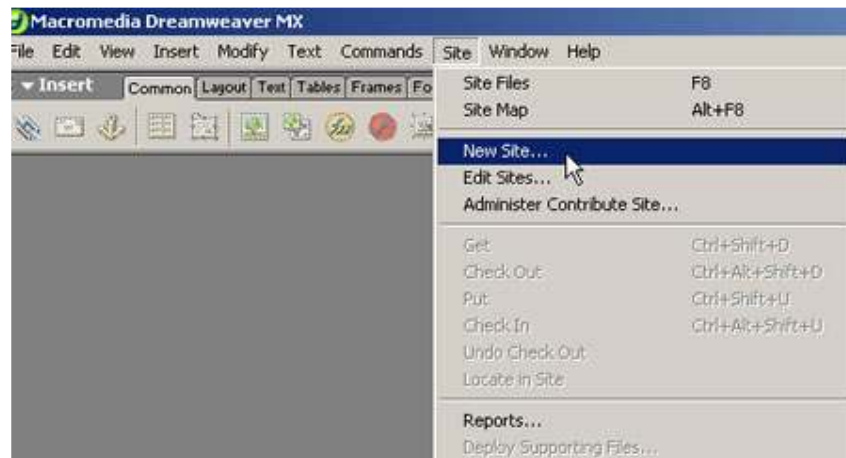 Macromedia Dreamweaver MX
File Edit View Insert Modify Text Commands Site Window Help
Insert Common Layout Text Tables Frames Fo
Site Files F8
Site Map Alt+F8
New Site...
Edit Sites...
Administer Contribute Site...
Get Ctrl+Shift+D
Check Out Ctrl+Alt+Shift+D
Put Ctrl+Shift+U
Check In Ctrl+Alt+Shift+U
Undo Check Out
Locate in Site
Reports...
Deploy Supporting Files...